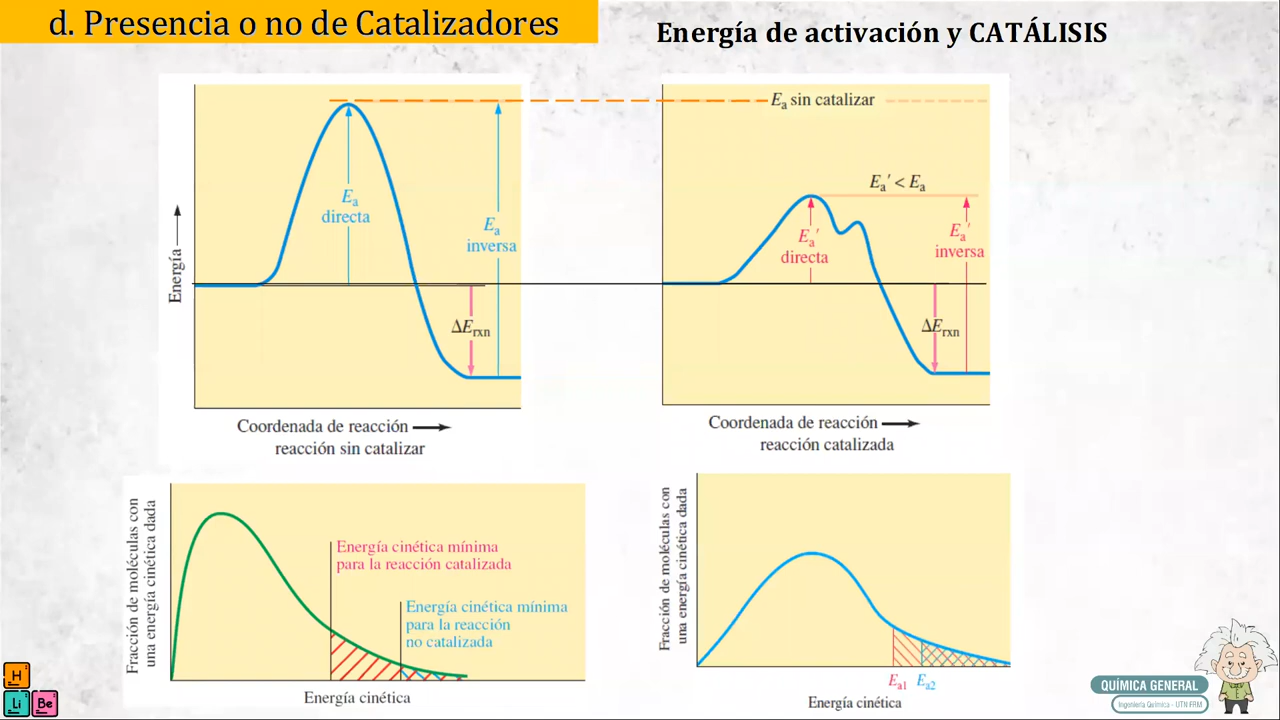 d. Presencia o no de Catalizadores
Energía de activación y CATÁLISIS
Energía
Ea
directa
Ea
inversa
ΔErxn
Coordenada de reacción
reacción sin catalizar
Ea sin catalizar
Ea' < Ea
Ea'
directa
Ea'
inversa
ΔErxn
Coordenada de reacción
reacción catalizada
Fracción de moléculas con
una energía cinética dada
Energía cinética mínima
para la reacción catalizada
Energía cinética mínima
para la reacción
no catalizada
Energía cinética
Fracción de moléculas con
una energía cinética dada
Ea1 Ea2
Energía cinética
H
Li Be
QUÍMICA GENERAL
Ingeniería Química - UTN FRM